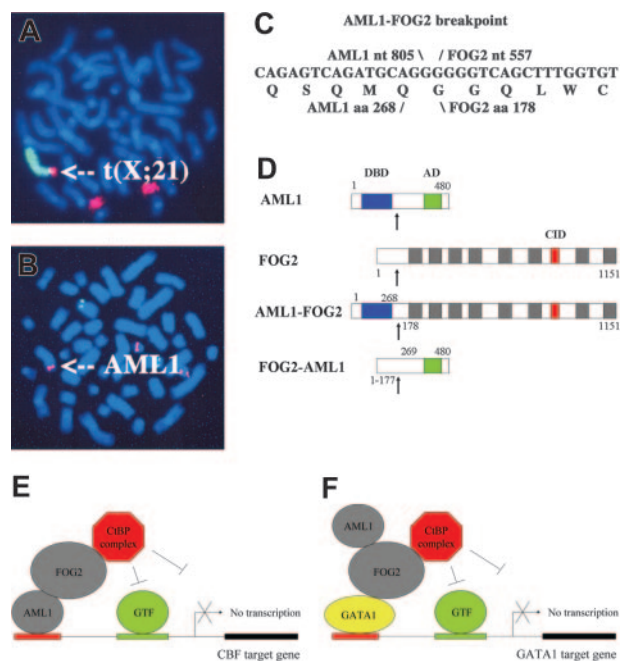 A
<-- t(X;21)
B
<-- AML1
C
AML1-FOG2 breakpoint
AML1 nt 805 \ / FOG2 nt 557
CAGAGTCAGATGCAGGGGGGTCAGCTTTGGTGT
Q S Q M Q G G Q L W C
AML1 aa 268 / \ FOG2 aa 178
D
DBD AD
1 480
AML1
CID
FOG2
1 1151
1 268
AML1-FOG2
178 1151
269 480
FOG2-AML1
1-177
E
CtBP
complex
FOG2
AML1
GTF
No transcription
CBF target gene
F
AML1
CtBP
complex
FOG2
GATA1
GTF
No transcription
GATA1 target gene